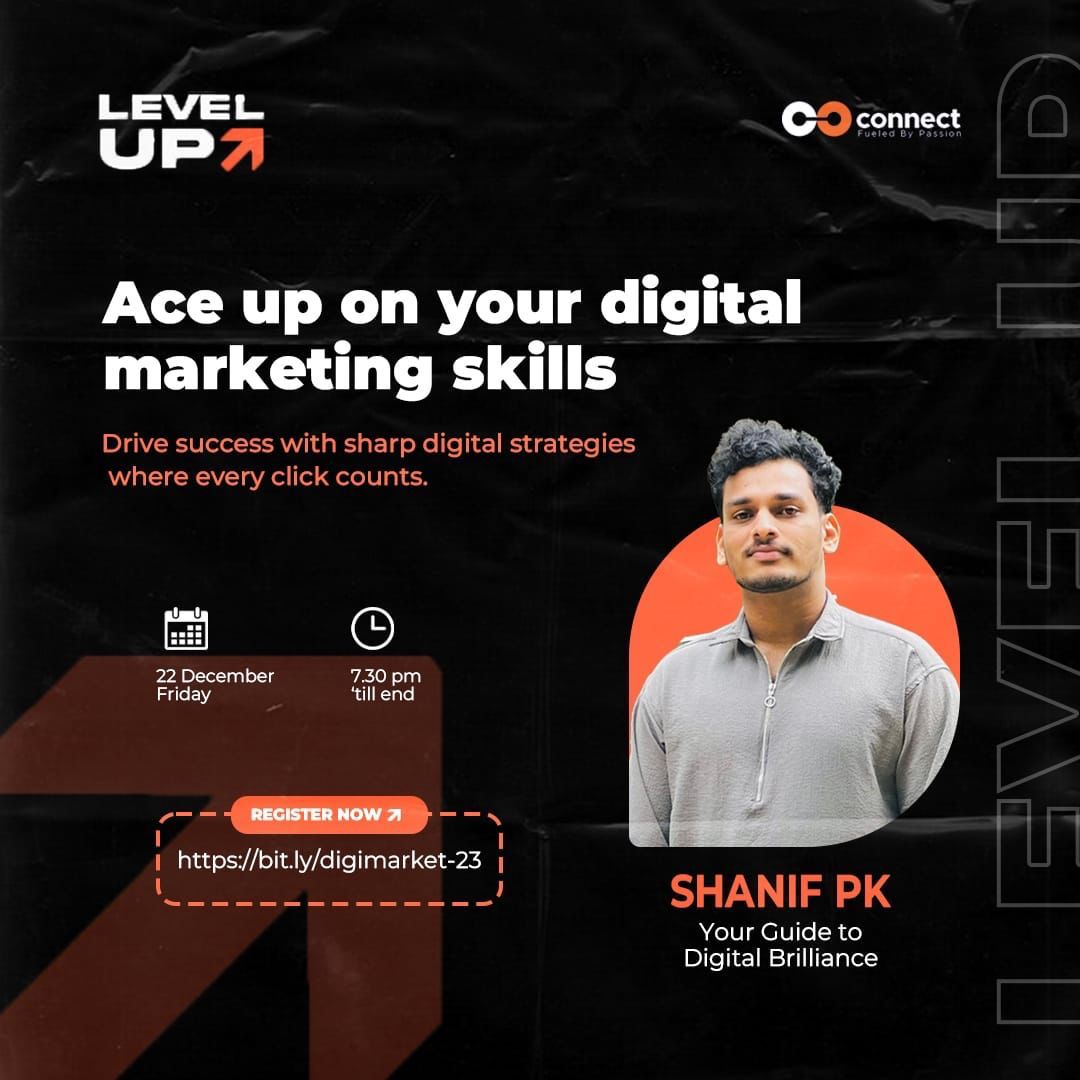 LEVEL
UP
connect
Fueled By Passion
Ace up on your digital
marketing skills
Drive success with sharp digital strategies
where every click counts.
22 December
Friday
7.30 pm
‘till end
REGISTER NOW
https://bit.ly/digimarket-23
SHANIF PK
Your Guide to
Digital Brilliance
LEVEL UP